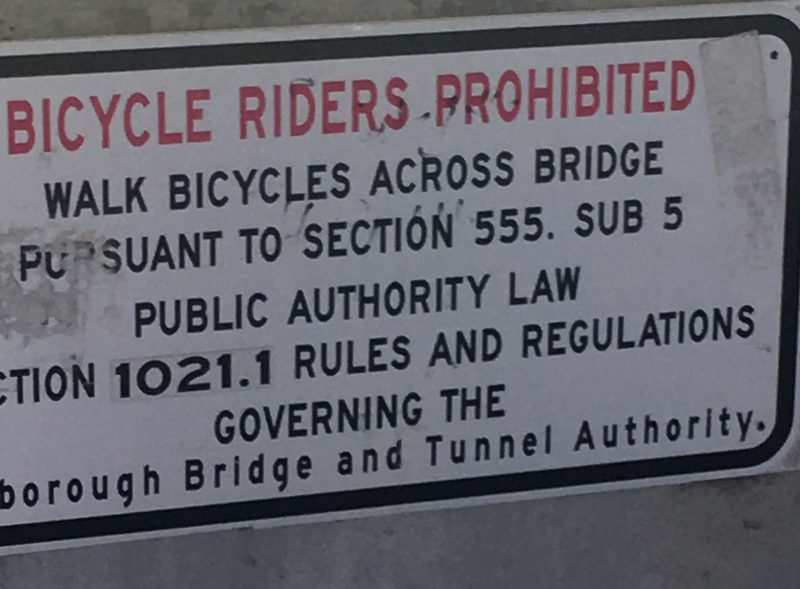 BICYCLE RIDERS PROHIBITED
WALK BICYCLES ACROSS BRIDGE
PURSUANT TO SECTION 555. SUB 5
PUBLIC AUTHORITY LAW
CTION 1021.1 RULES AND REGULATIONS
GOVERNING THE
borough Bridge and Tunnel Authority.